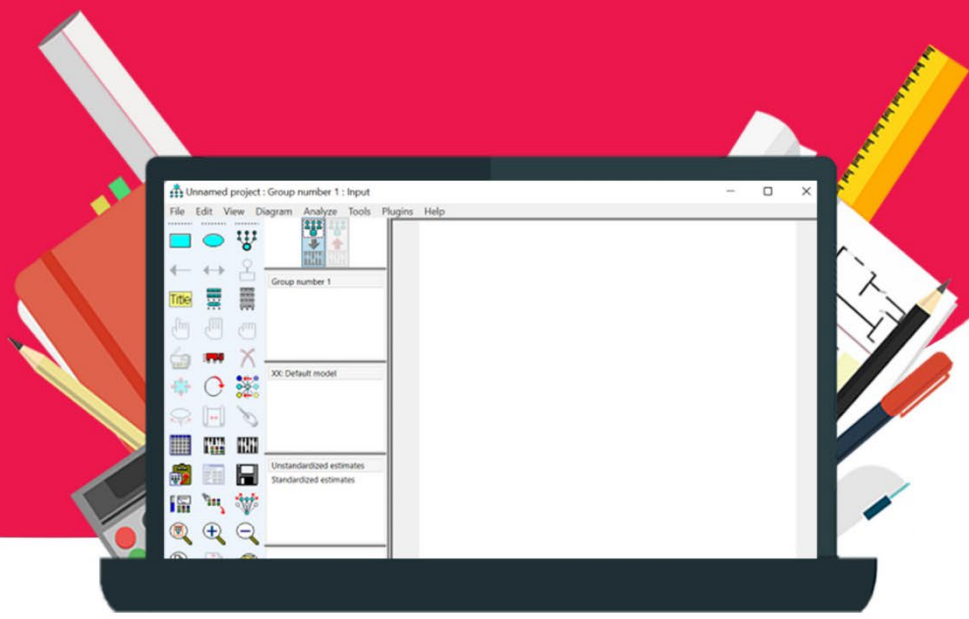 Unnamed project : Group number 1 : Input
File Edit View Diagram Analyze Tools Plugins Help
Title
Group number 1
XX: Default model
Unstandardized estimates
Standardized estimates